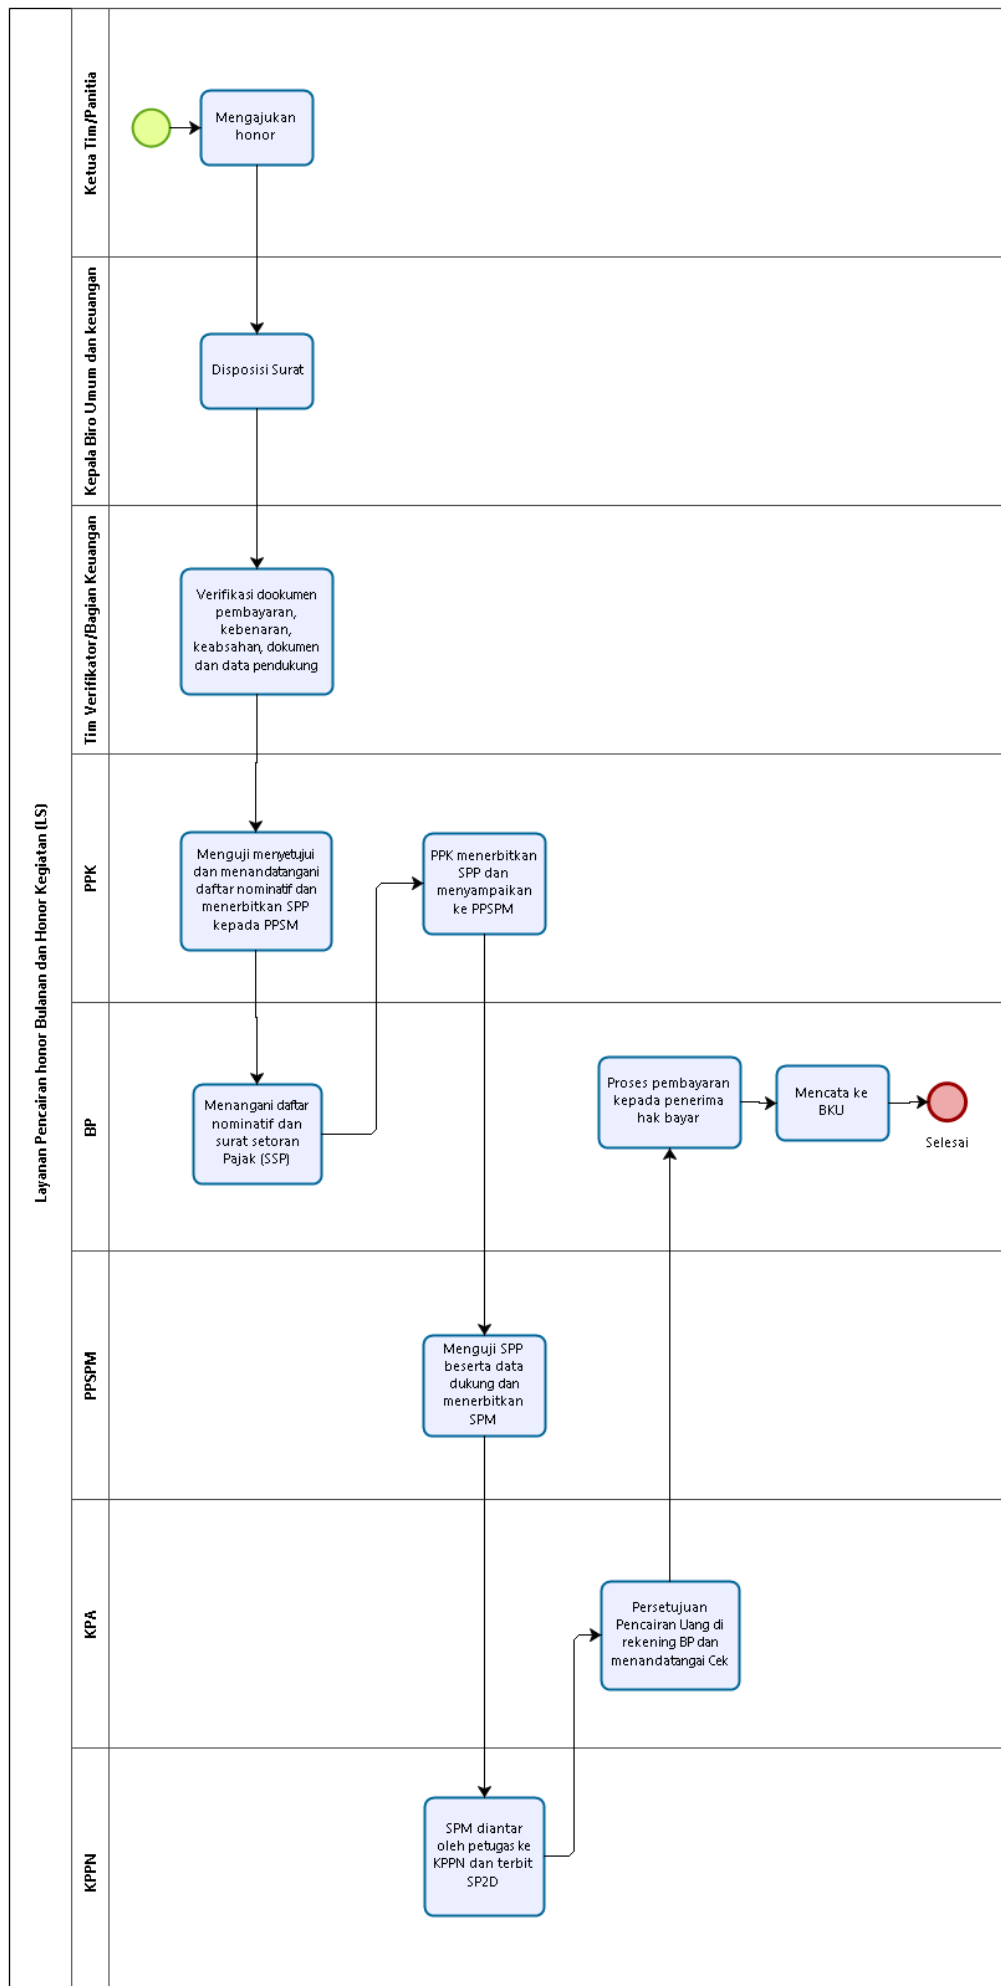 Layanan Pencairan honor Bulanan dan Honor Kegiatan (LS)
Ketua Tim/Panitia
Mengajukan
honor
Kepala Biro Umum dan keuangan
Disposisi Surat
Tim Verifikator/Bagian Keuangan
Verifikasi dookumen
pembayaran,
kebenaran,
keabsahan, dokumen
dan data pendukung
PPK
Menguji menyetujui
dan menandatangani
daftar nominatif dan
menerbitkan SPP
kepada PPSM
PPK menerbitkan
SPP dan
menyampaikan
ke PPSPM
BP
Menangani daftar
nominatif dan
surat setoran
Pajak (SSP)
Proses pembayaran
kepada penerima
hak bayar
Mencata ke
BKU
Selesai
PPSPM
Menguji SPP
beserta data
dukung dan
menerbitkan
SPM
KPA
Persetujuan
Pencairan Uang di
rekening BP dan
menandatangai Cek
KPPN
SPM diantar
oleh petugas ke
KPPN dan terbit
SP2D